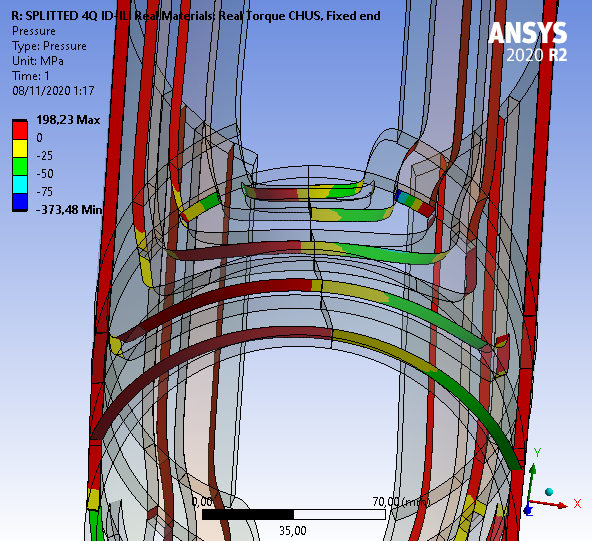 R: SPLITTED 4Q ID-ILI Real Materials: Real Torque CHUS, Fixed end
Pressure
Type: Pressure
Unit: MPa
Time: 1
08/11/2020 1:17
ANSYS
2020 R2
198,23 Max
0
-25
-50
-75
-373,48 Min
0,00
70,00 (mm)
35,00
Y
X